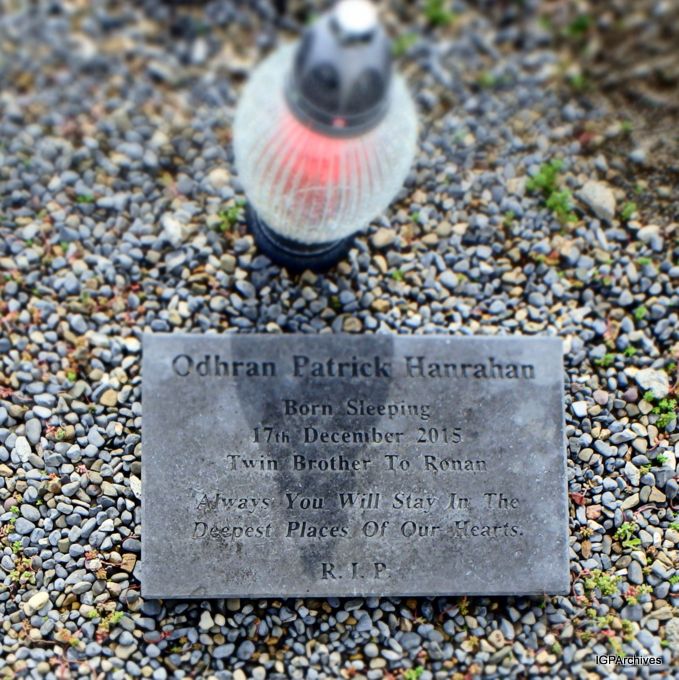 Odhran Patrick Hanrahan
Born Sleeping
17th December 2015
Twin Brother To Ronan
Always You Will Stay In The
Deepest Places Of Our Hearts.
R. I. P.
IGPArchives